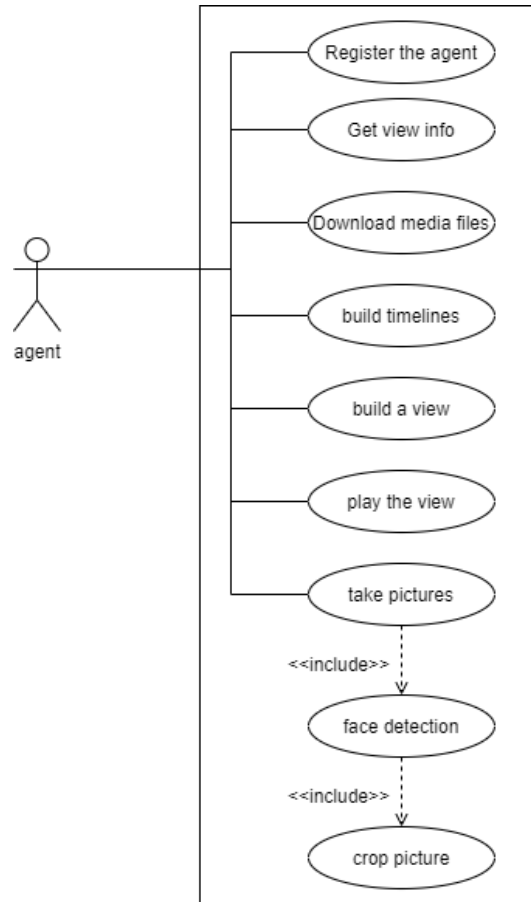 Register the agent
Get view info
Download media files
agent
build timelines
build a view
play the view
take pictures
<<include>>
face detection
<<include>>
crop picture